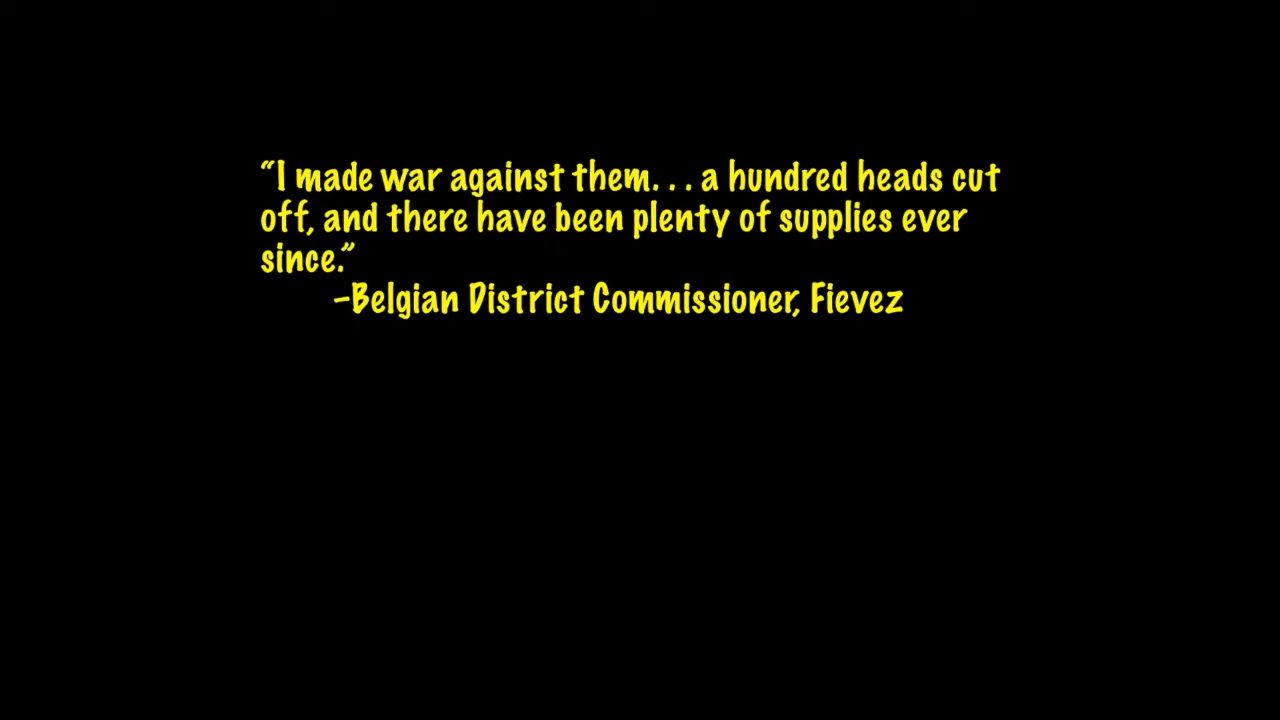 “I made war against them. . . a hundred heads cut
off, and there have been plenty of supplies ever
since.”
–Belgian District Commissioner, Fievez